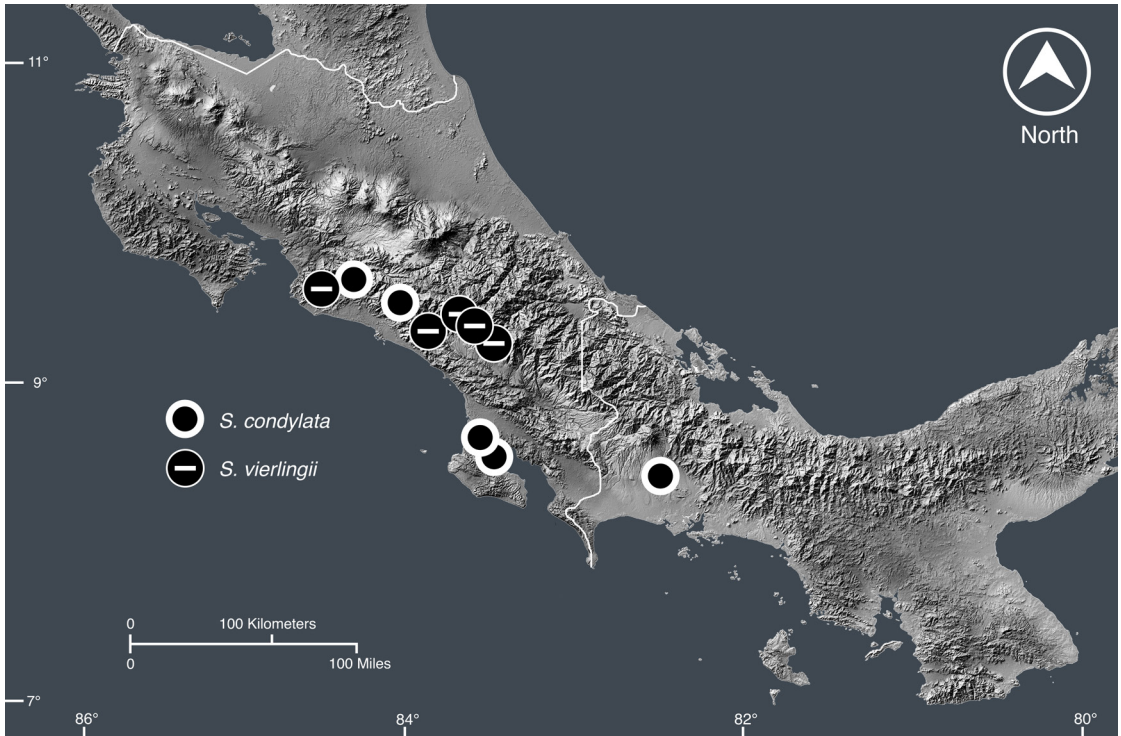 11°
North
9°
S. condylata
S. vierlingii
0 100 Kilometers
0 100 Miles
7°
86° 84° 82° 80°